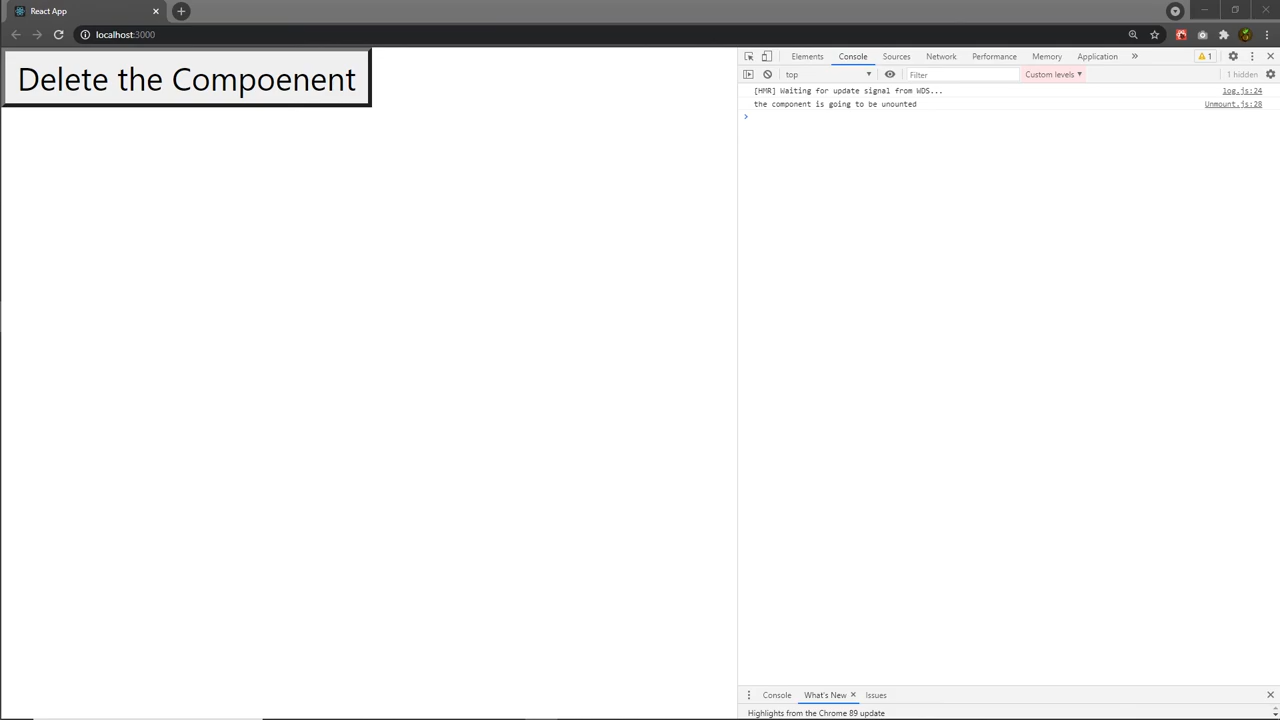 React App
localhost:3000
Delete the Compoenent
Elements Console Sources Network Performance Memory Application » 1
top Filter Custom levels 1 hidden
[HMR] Waiting for update signal from WDS... log.js:24
the component is going to be unounted Unmount.js:28
Console What's New Issues
Highlights from the Chrome 89 update